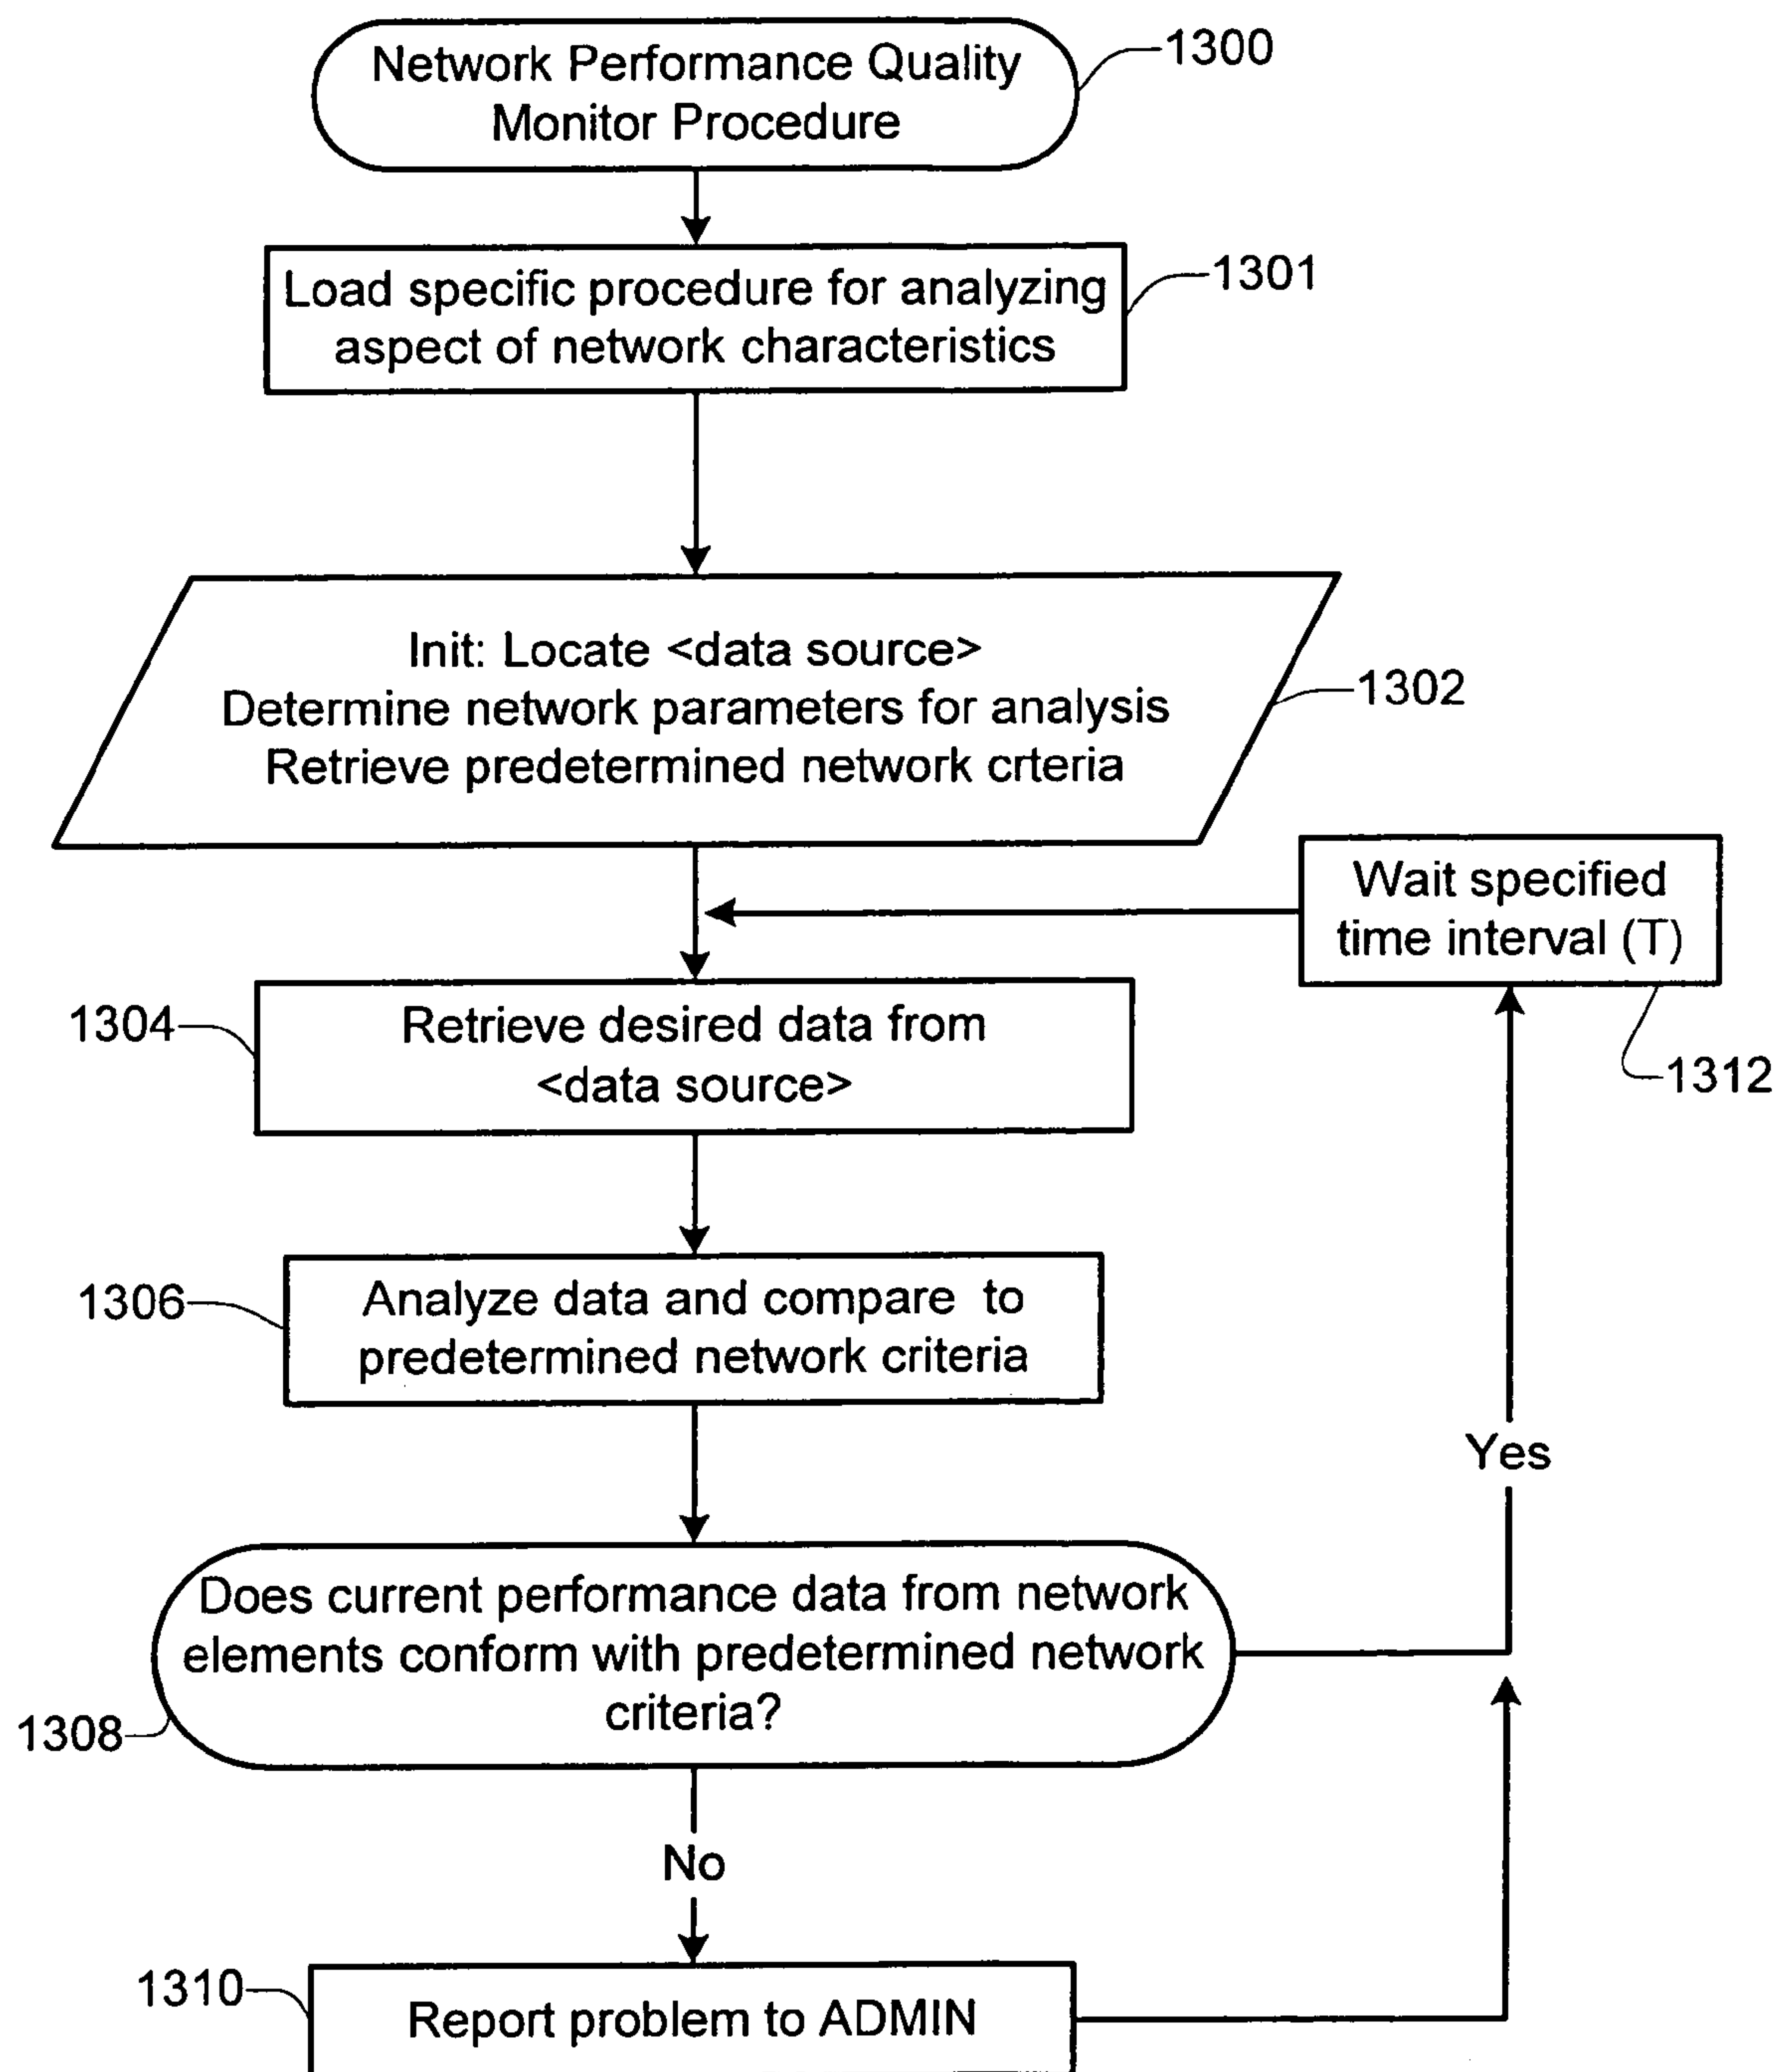 Network Performance Quality
Monitor Procedure
1300
Load specific procedure for analyzing
aspect of network characteristics
1301
Init: Locate <data source>
Determine network parameters for analysis
Retrieve predetermined network crteria
1302
Wait specified
time interval (T)
1312
1304
Retrieve desired data from
<data source>
1306
Analyze data and compare to
predetermined network criteria
Yes
Does current performance data from network
elements conform with predetermined network
criteria?
1308
No
1310
Report problem to ADMIN